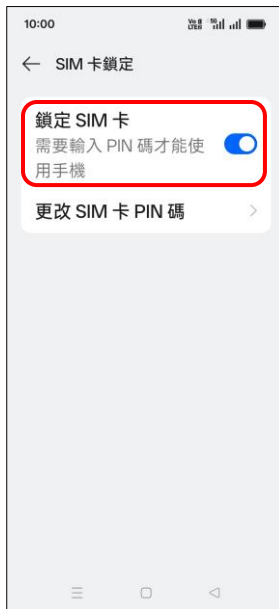 10:00
SIM 卡鎖定
鎖定 SIM 卡
需要輸入 PIN 碼才能使
用手機
更改 SIM 卡 PIN 碼